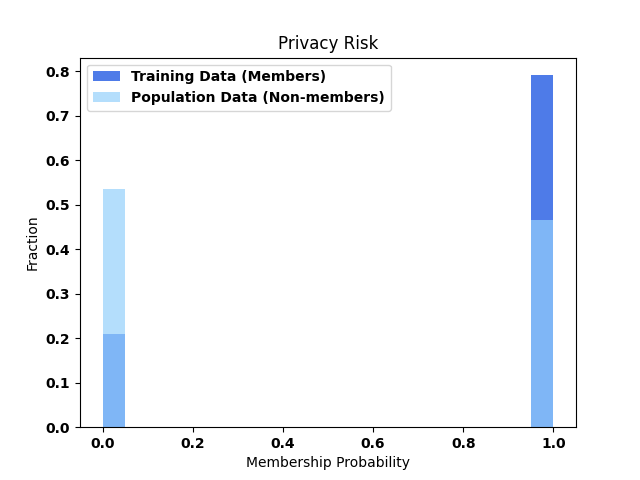 Privacy Risk
Training Data (Members)
Population Data (Non-members)
0.8
0.7
0.6
0.5
0.4
0.3
0.2
0.1
0.0
Fraction
0.0 0.2 0.4 0.6 0.8 1.0
Membership Probability